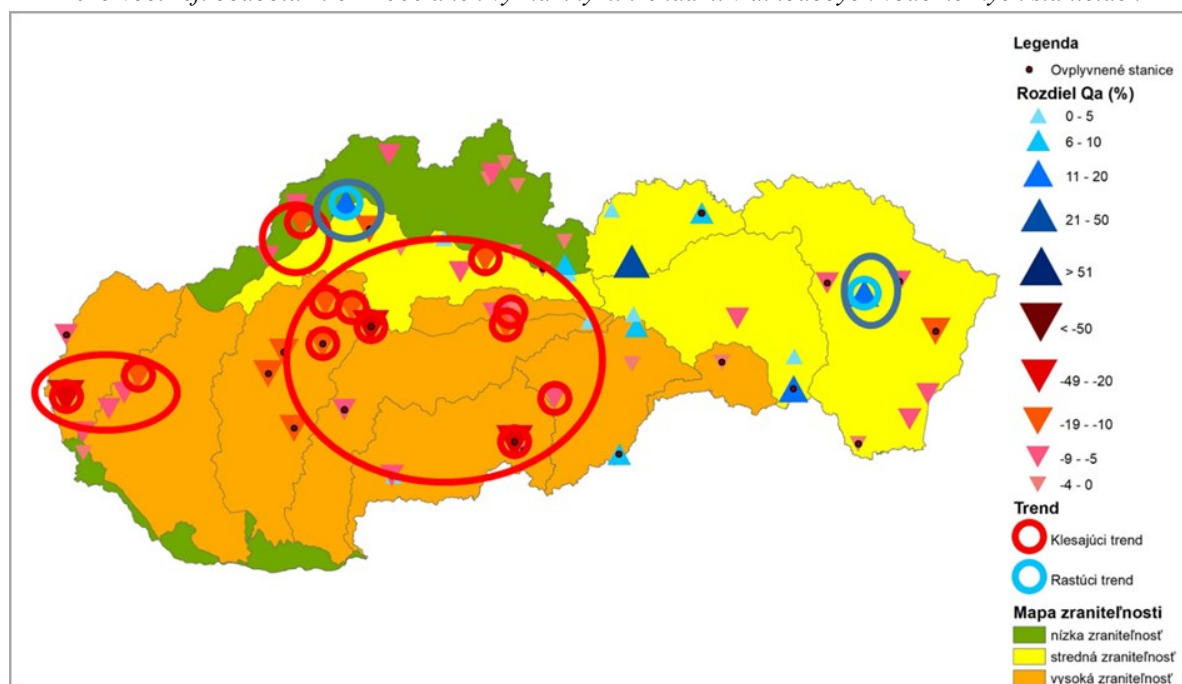 Legenda
Ovplyvnené stanice
Rozdiel Qa (%)
0 - 5
6 - 10
11 - 20
21 - 50
> 51
< -50
-49 - -20
-19 - -10
-9 - -5
-4 - 0
Trend
Klesajúci trend
Rastúci trend
Mapa zraniteľnosti
nízka zraniteľnosť
stredná zraniteľnosť
vysoká zraniteľnosť